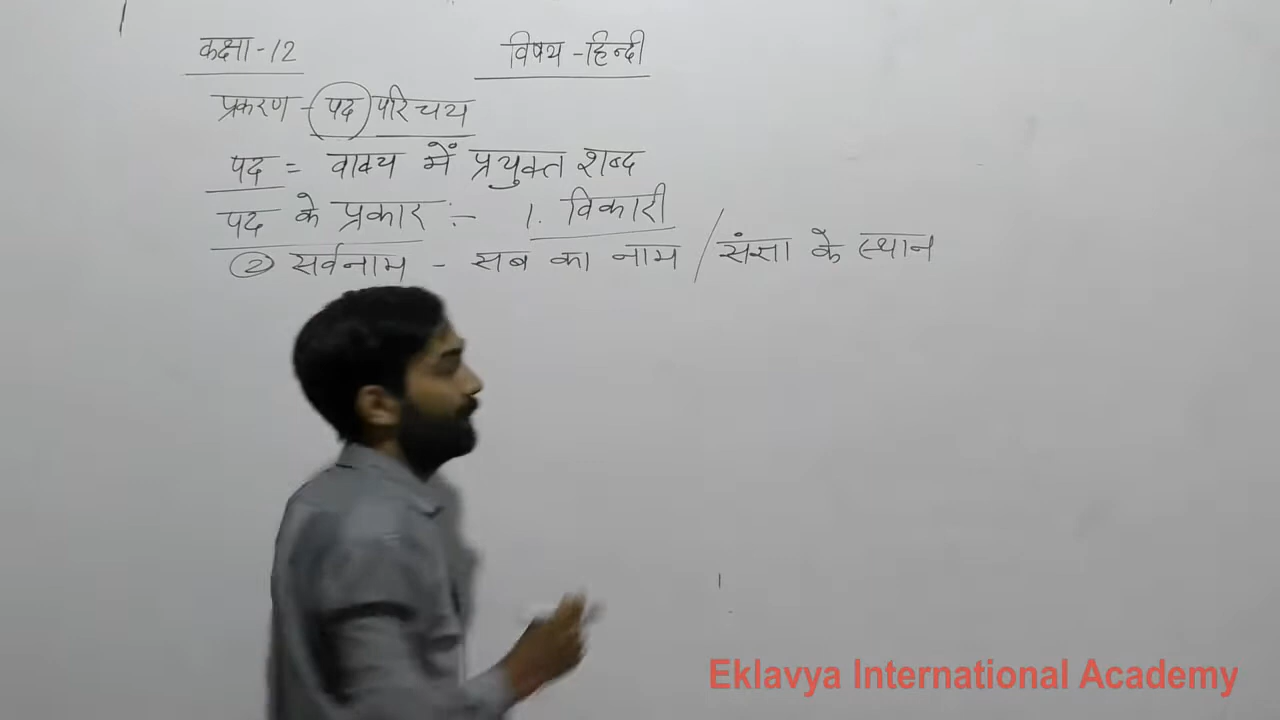 कक्षा-12 विषय-हिन्दी
प्रकरण - पद परिचय
पद = वाक्य में प्रयुक्त शब्द
पद के प्रकार :- 1. विकारी
② सर्वनाम - सब का नाम / संज्ञा के स्थान
Eklavya International Academy